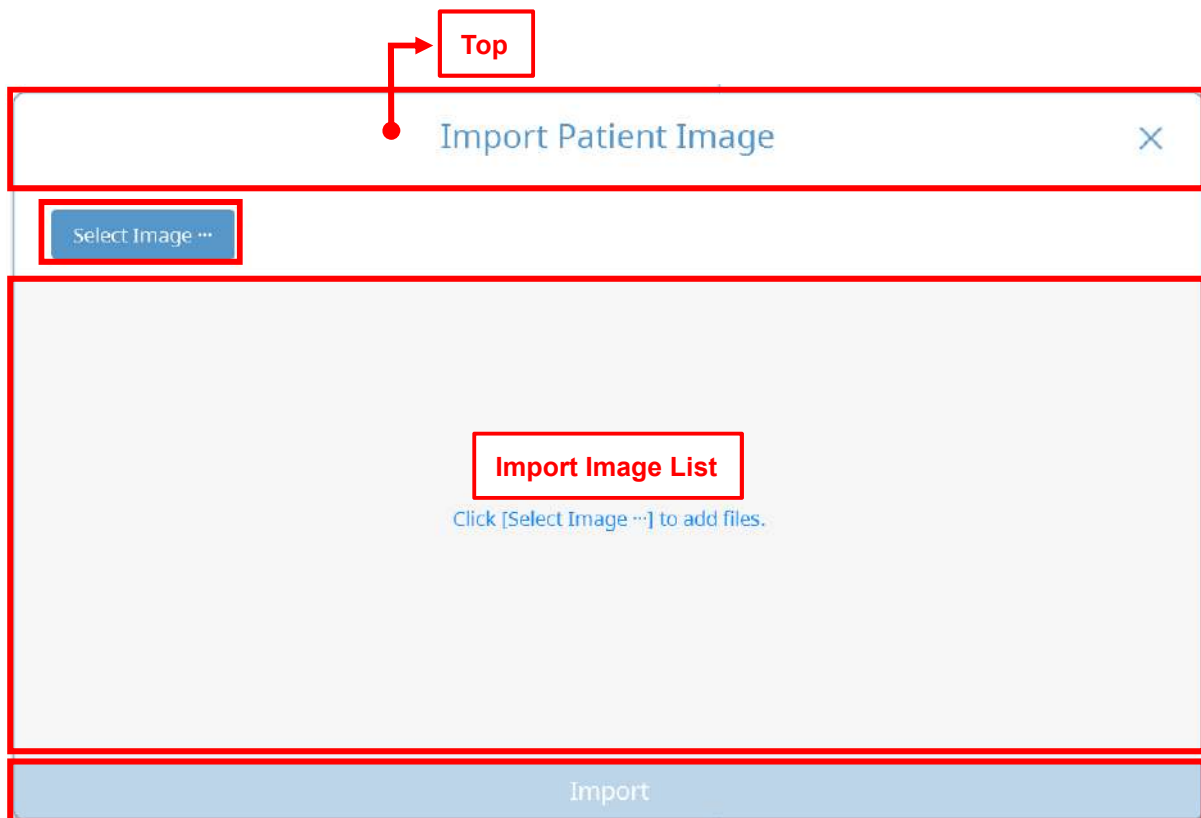 Top
Import Patient Image
Select Image ···
Import Image List
Click [Select Image ···] to add files.
Import